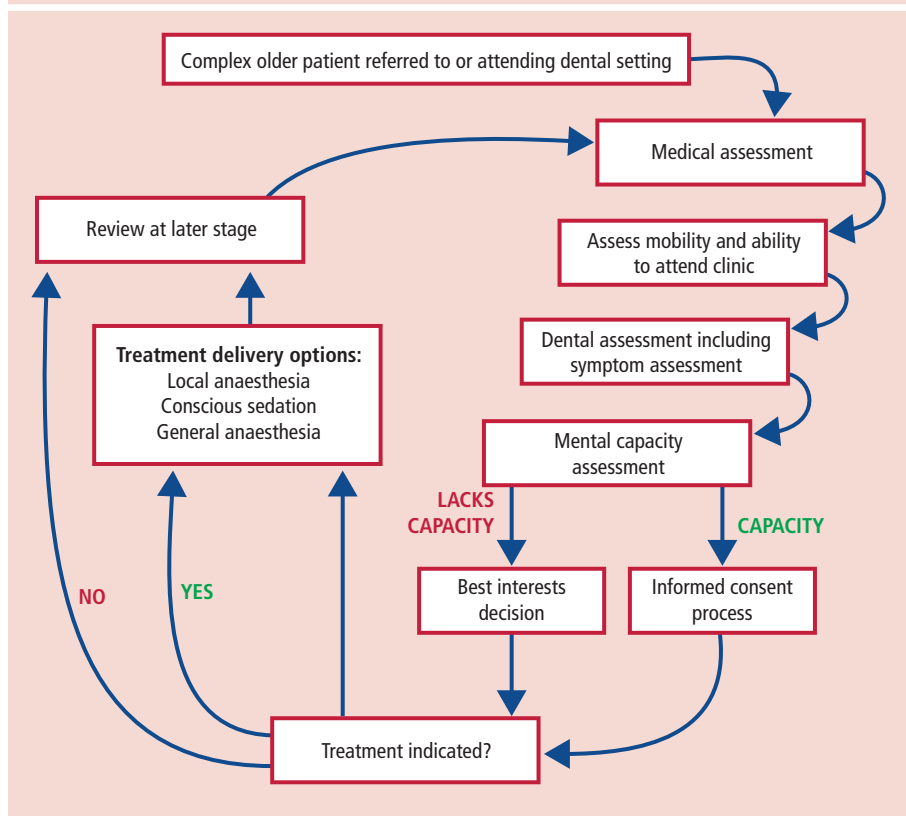 Complex older patient referred to or attending dental setting
Medical assessment
Review at later stage
Assess mobility and ability
to attend clinic
Treatment delivery options:
Local anaesthesia
Conscious sedation
General anaesthesia
Dental assessment including
symptom assessment
Mental capacity
assessment
LACKS
CAPACITY
CAPACITY
Best interests
decision
Informed consent
process
NO
YES
Treatment indicated?